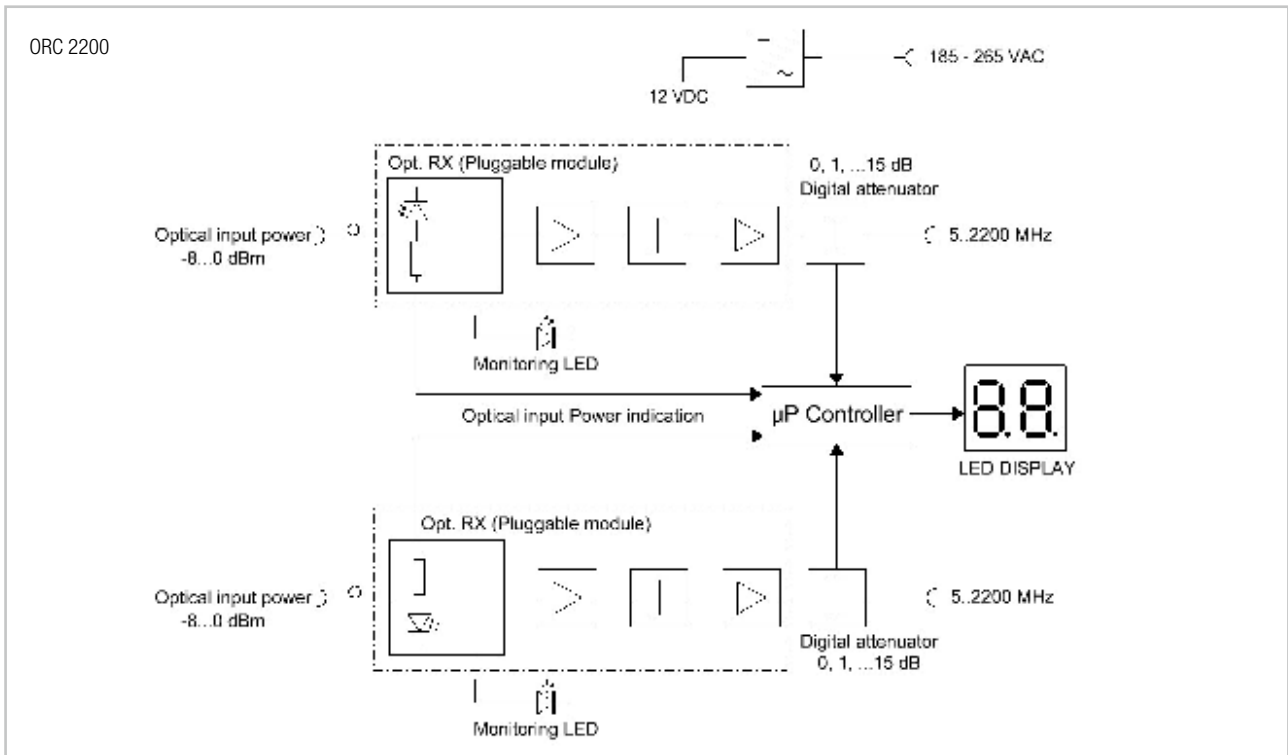 ORC 2200
185 - 265 VAC
12 VDC
Opt. RX (Pluggable module)
0, 1, ...15 dB
Digital attenuator
Optical input power
-8...0 dBm
5..2200 MHz
Monitoring LED
Optical input Power indication
µP Controller
8.8.
LED DISPLAY
Opt. RX (Pluggable module)
Optical input power
-8...0 dBm
5..2200 MHz
Digital attenuator
0, 1, ...15 dB
Monitoring LED